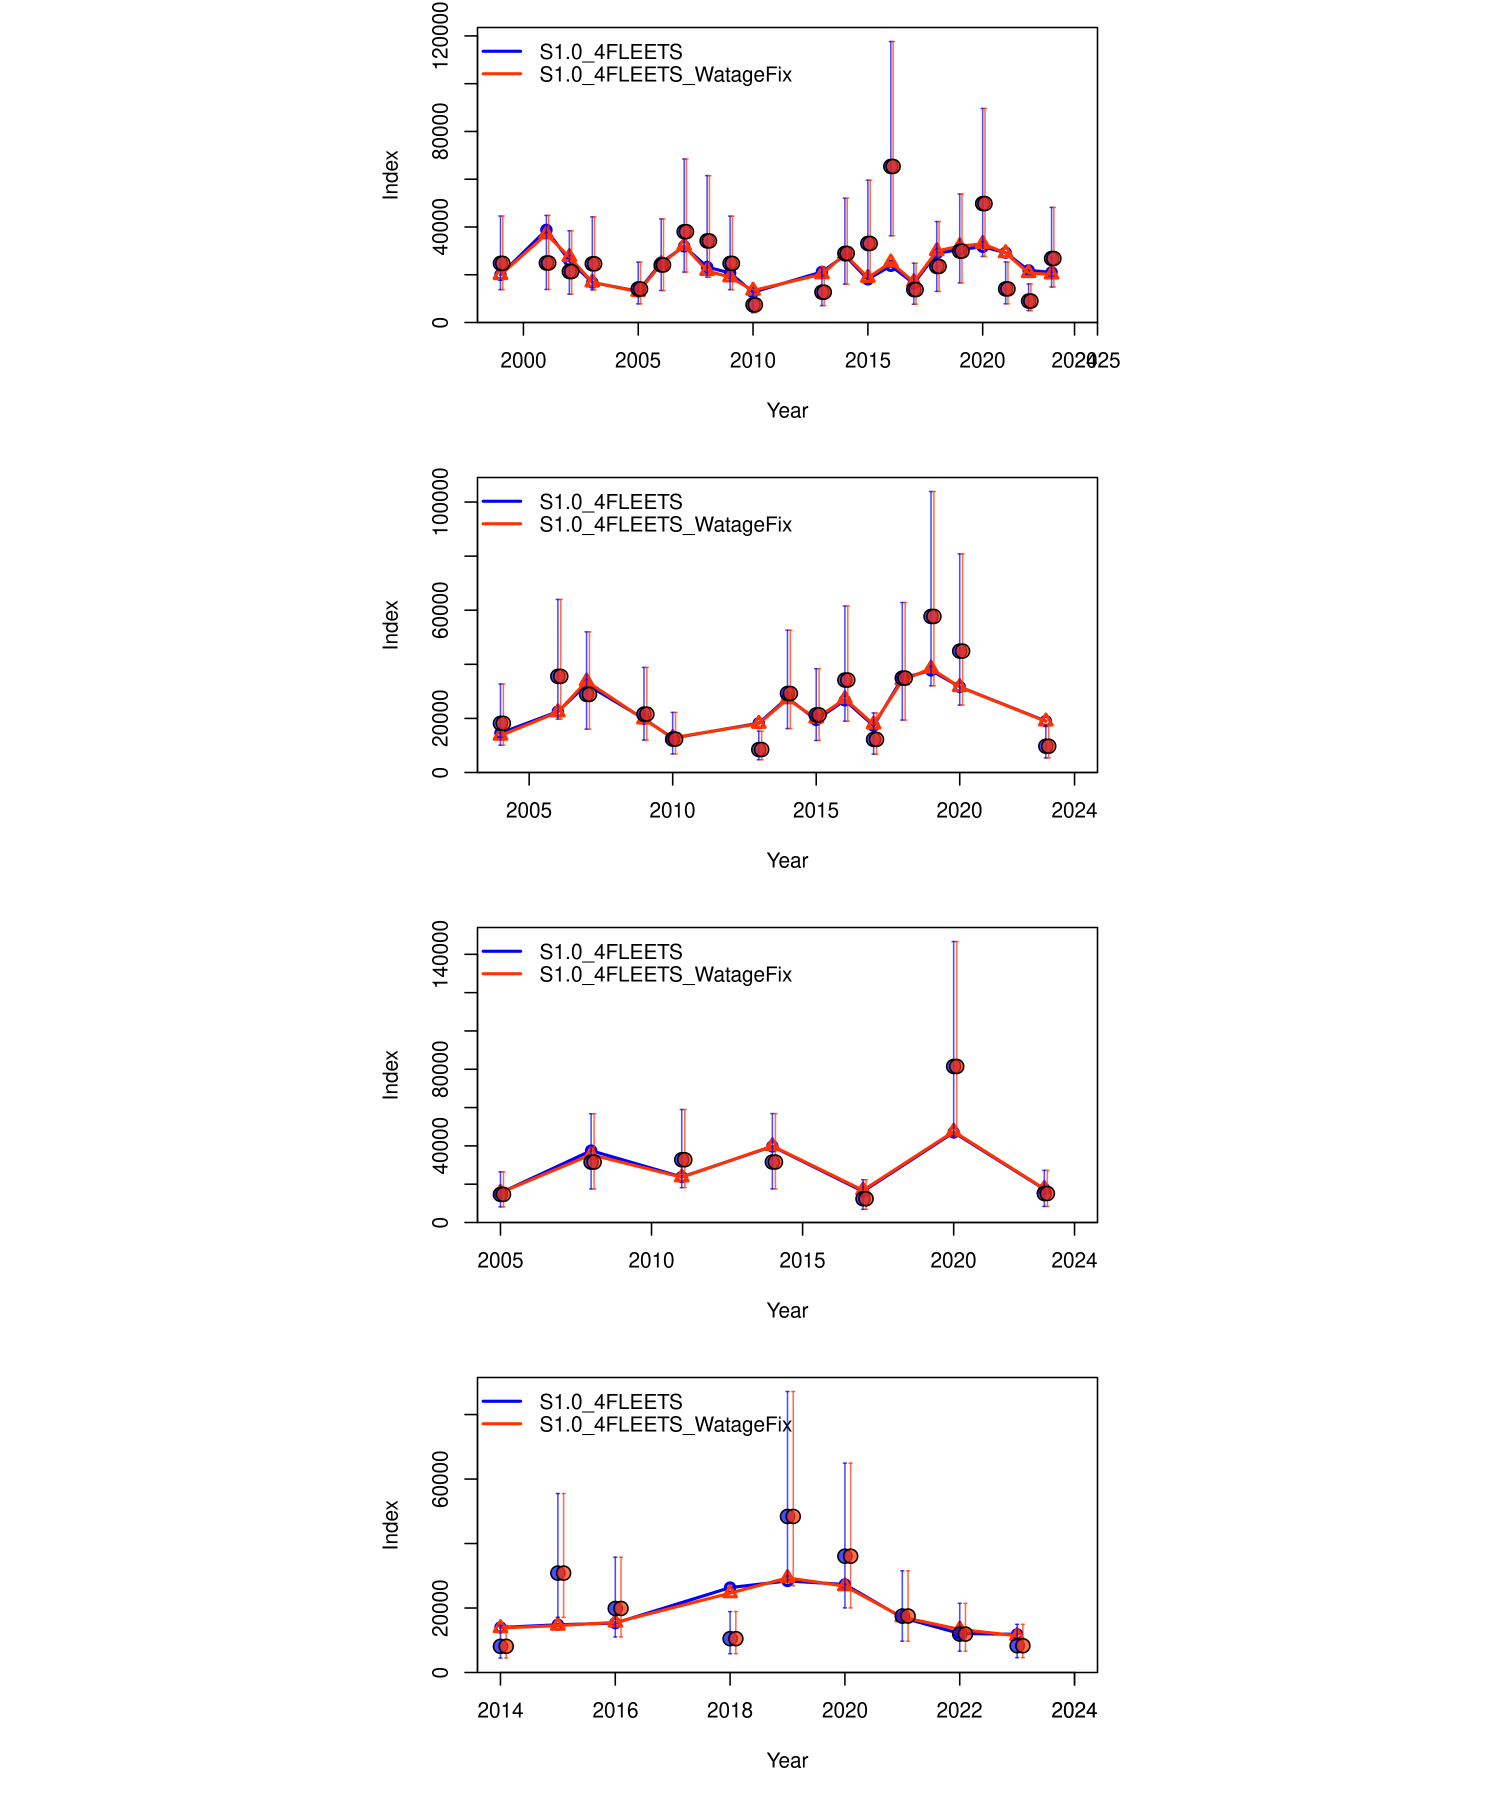 120000
80000
40000
0
Index
S1.0_4FLEETS
S1.0_4FLEETS_WatageFix
2000 2005 2010 2015 2020 2024 2025
Year
100000
60000
20000
0
Index
S1.0_4FLEETS
S1.0_4FLEETS_WatageFix
2005 2010 2015 2020 2024
Year
140000
80000
40000
0
Index
S1.0_4FLEETS
S1.0_4FLEETS_WatageFix
2005 2010 2015 2020 2024
Year
60000
20000
0
Index
S1.0_4FLEETS
S1.0_4FLEETS_WatageFix
2014 2016 2018 2020 2022 2024
Year